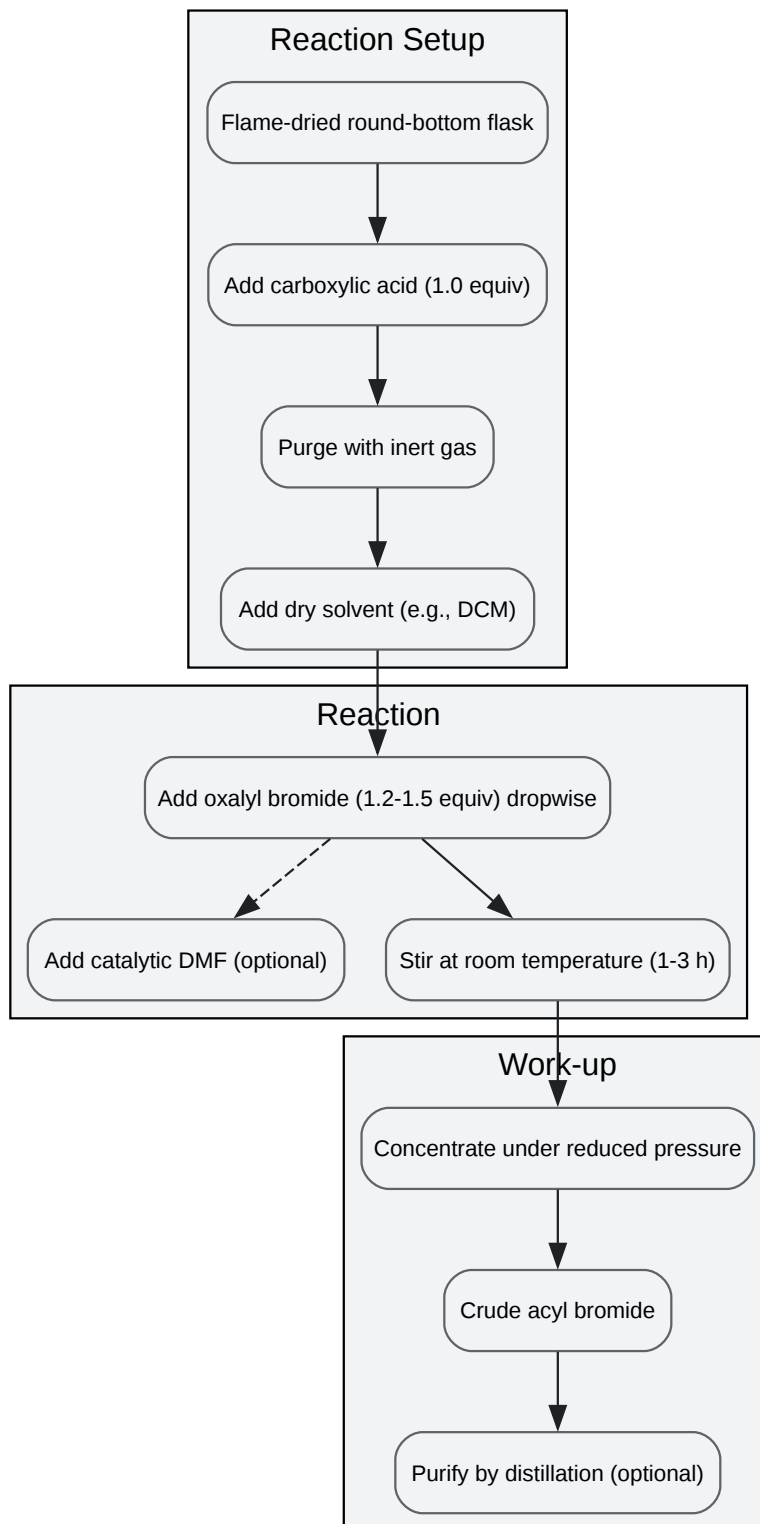 Reaction Setup
Flame-dried round-bottom flask
Add carboxylic acid (1.0 equiv)
Purge with inert gas
Add dry solvent (e.g., DCM)
Reaction
Add oxalyl bromide (1.2-1.5 equiv) dropwise
Add catalytic DMF (optional)
Stir at room temperature (1-3 h)
Work-up
Concentrate under reduced pressure
Crude acyl bromide
Purify by distillation (optional)